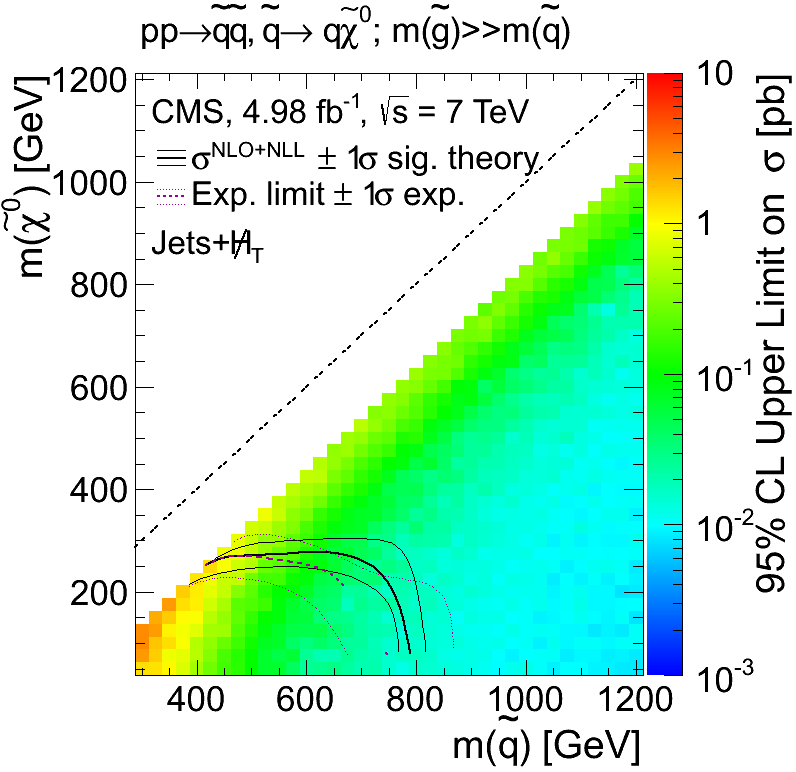 pp→q̃q̃, q̃→ qχ̃⁰; m(g̃)>>m(q̃)
CMS, 4.98 fb⁻¹, √s = 7 TeV
σᴺᴸᴼ⁺ᴺᴸᴸ ± 1σ sig. theory
Exp. limit ± 1σ exp.
Jets+H̸_T
m(χ̃⁰) [GeV]
1200
1000
800
600
400
200
400
600
800
1000
1200
m(q̃) [GeV]
10
1
10⁻¹
10⁻²
10⁻³
95% CL Upper Limit on σ [pb]